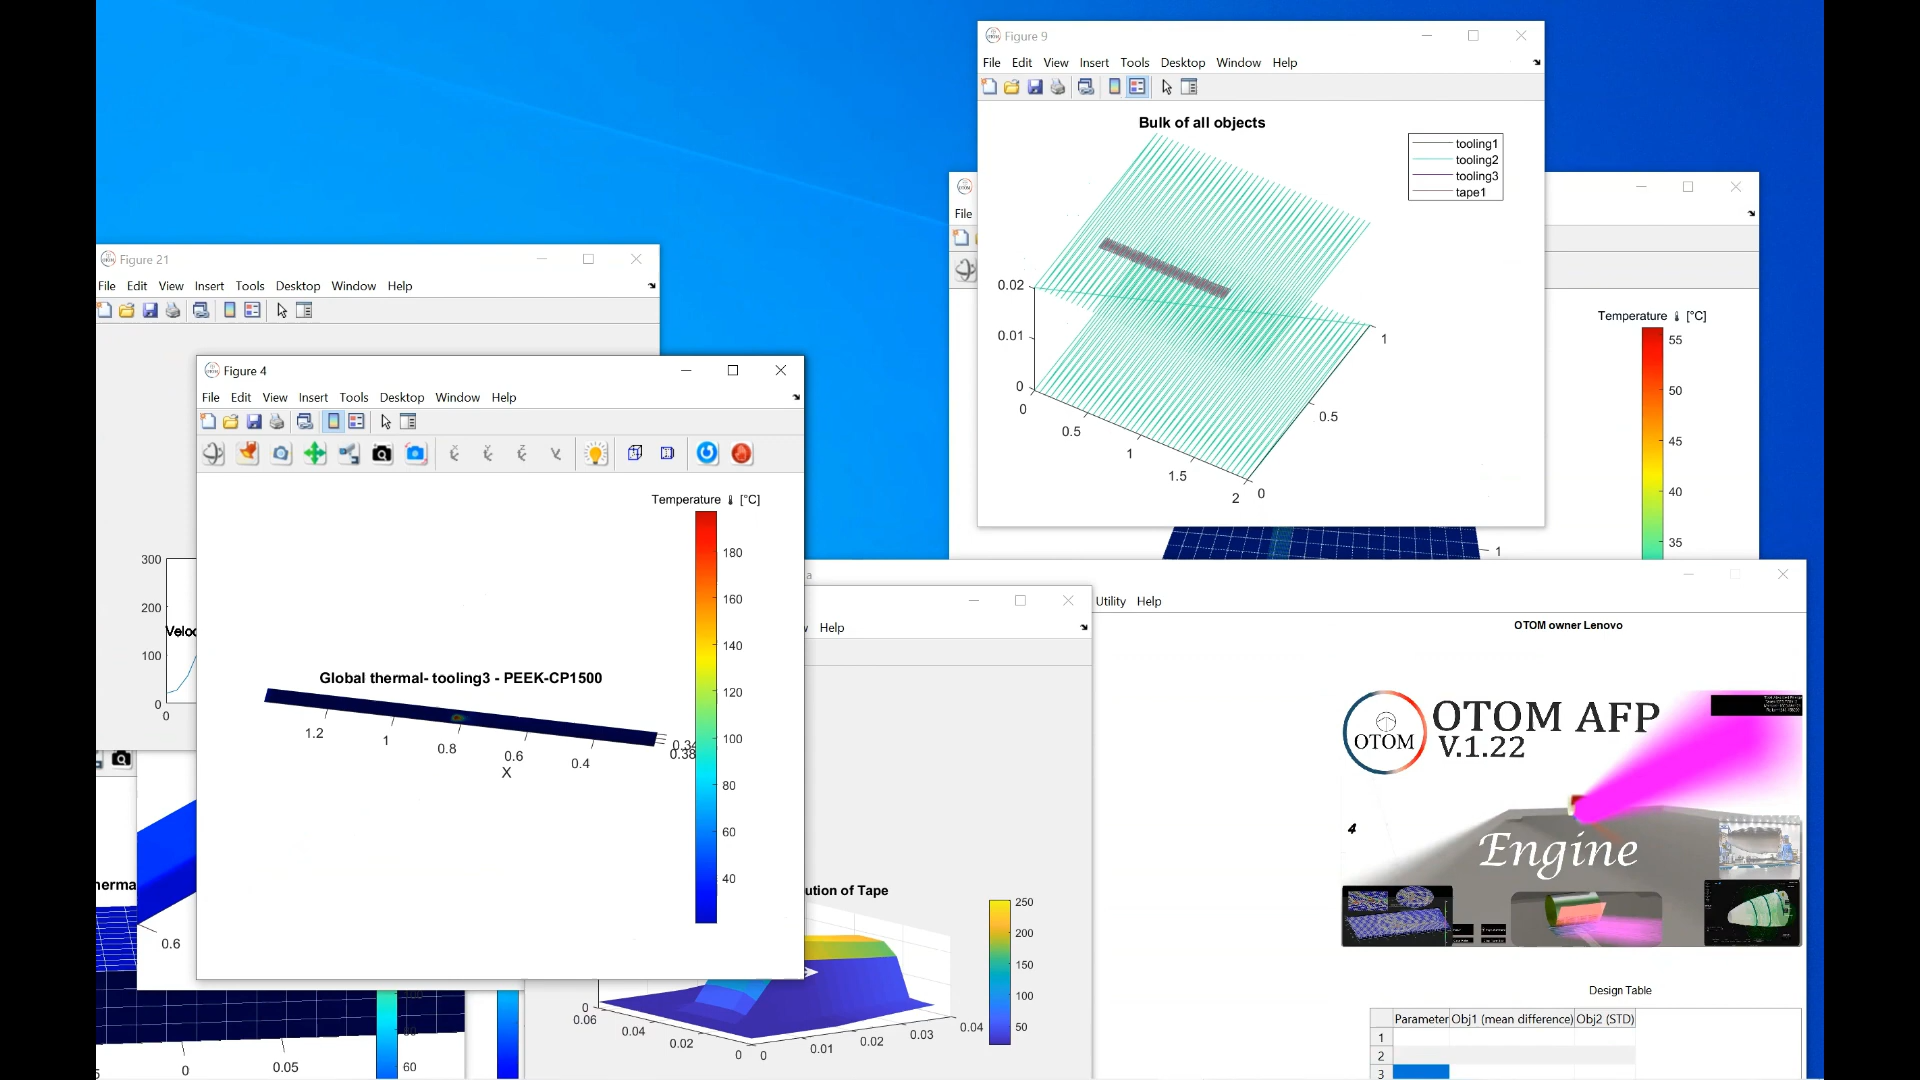 Figure 9
File Edit View Insert Tools Desktop Window Help
Bulk of all objects
tooling1
tooling2
tooling3
tape1
0.02
0.01
0
0
0.5
1
1.5
2
0
0.5
1
File
Temperature [°C]
55
50
45
40
35
1
Figure 21
File Edit View Insert Tools Desktop Window Help
300
200
100
0
0
Veloc
Figure 4
File Edit View Insert Tools Desktop Window Help
Temperature [°C]
180
160
140
120
100
80
60
40
Global thermal- tooling3 - PEEK-CP1500
1.2
1
0.8
0.6
0.4
X
0.38
a
Utility Help
Help
OTOM owner Lenovo
OTOM
OTOM AFP
V.1.22
4
Engine
Design Table
Parameter Obj1 (mean difference) Obj2 (STD)
1
2
3
ution of Tape
250
200
150
100
50
0
0.06
0.04
0.02
0
0
0.01
0.02
0.03
0.04
herma
0.6
0
0.05
60